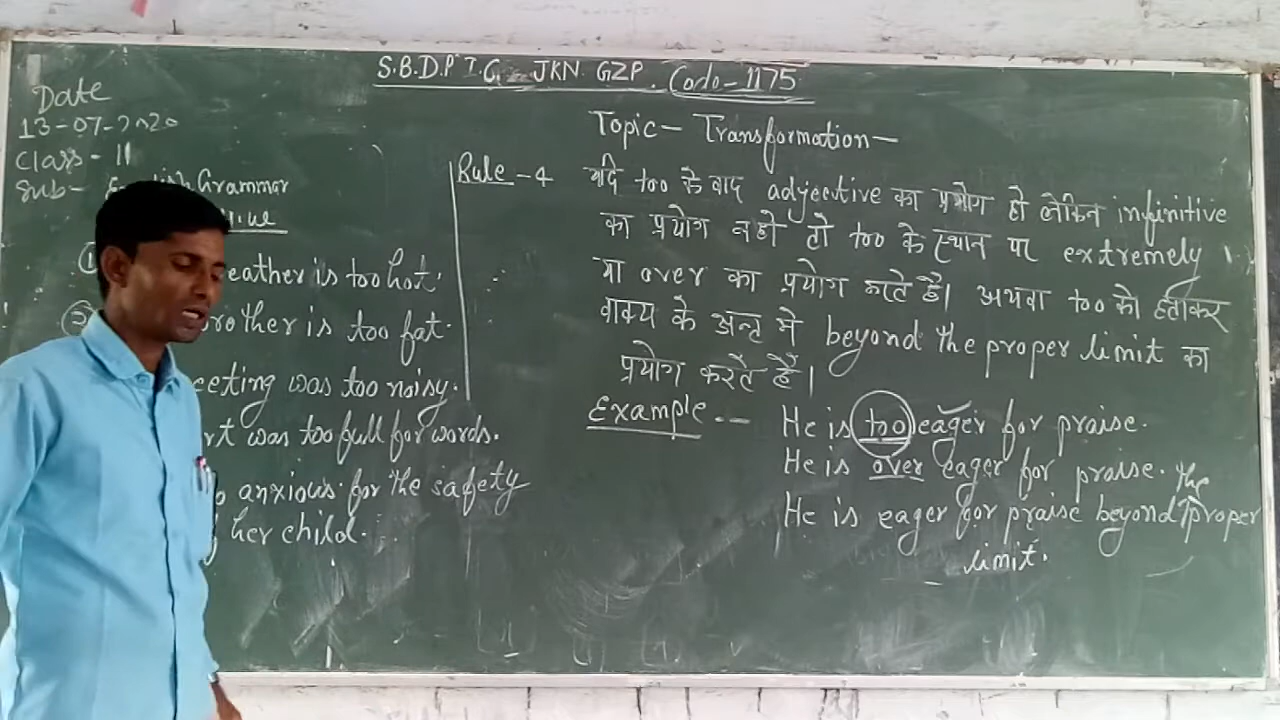 S.B.D.P I.C. JKN GZP. Code-1175
Date
13-07-2020
Class - 11
Sub- English Grammar
Topic- Transformation-
eather is too hot.
② rother is too fat.
eeting was too noisy.
rt was too full for words.
anxious for the safety
her child.
Rule-4 यदि too के बाद adjective का प्रयोग हो लेकिन infinitive
का प्रयोग नहो तो too के स्थान पर extremely
या over का प्रयोग करते है। अथवा too को हटाकर
वाक्य के अन्त मे beyond the proper limit का
प्रयोग करते हैं।
Example :- He is too eager for praise.
He is over eager for praise.
He is eager for praise beyond the proper
limit.